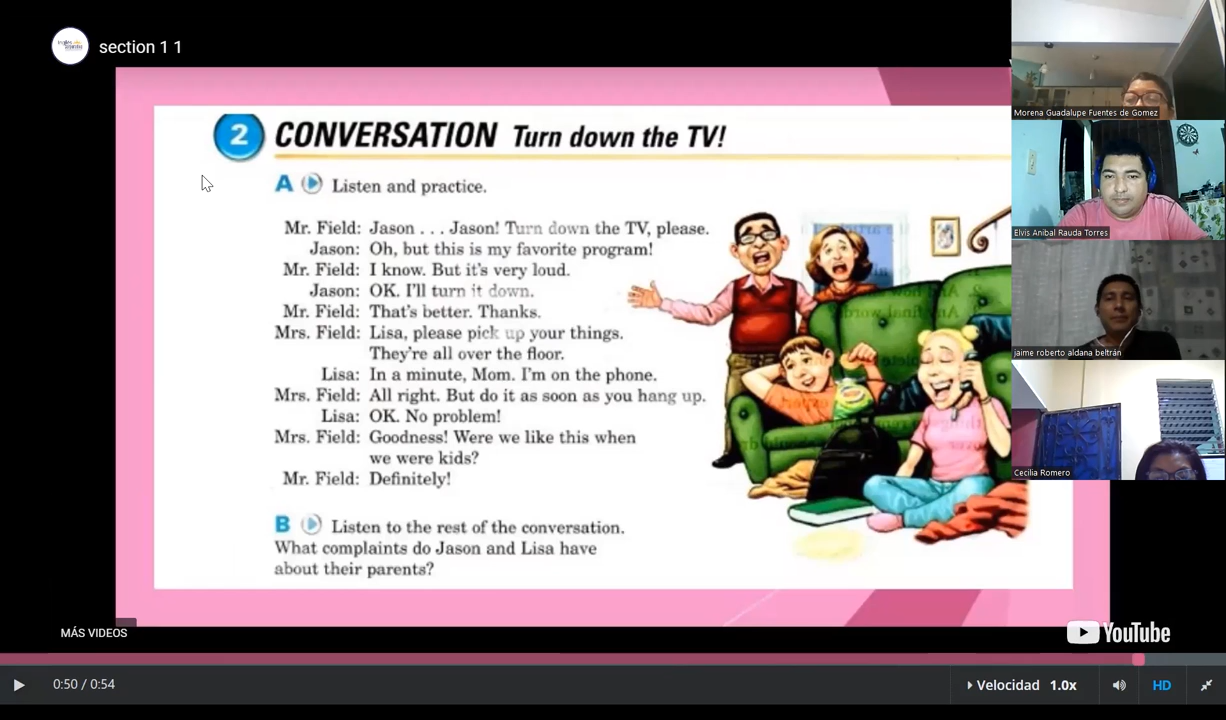 section 1 1
2 CONVERSATION Turn down the TV!
A Listen and practice.
Mr. Field: Jason . . . Jason! Turn down the TV, please.
Jason: Oh, but this is my favorite program!
Mr. Field: I know. But it's very loud.
Jason: OK. I'll turn it down.
Mr. Field: That's better. Thanks.
Mrs. Field: Lisa, please pick up your things.
They're all over the floor.
Lisa: In a minute, Mom. I'm on the phone.
Mrs. Field: All right. But do it as soon as you hang up.
Lisa: OK. No problem!
Mrs. Field: Goodness! Were we like this when
we were kids?
Mr. Field: Definitely!
B Listen to the rest of the conversation.
What complaints do Jason and Lisa have
about their parents?
Morena Guadalupe Fuentes de Gomez
Elvis Anibal Rauda Torres
jaime roberto aldana beltrán
Cecilia Romero
MÁS VIDEOS
YouTube
0:50 / 0:54
Velocidad 1.0x
HD